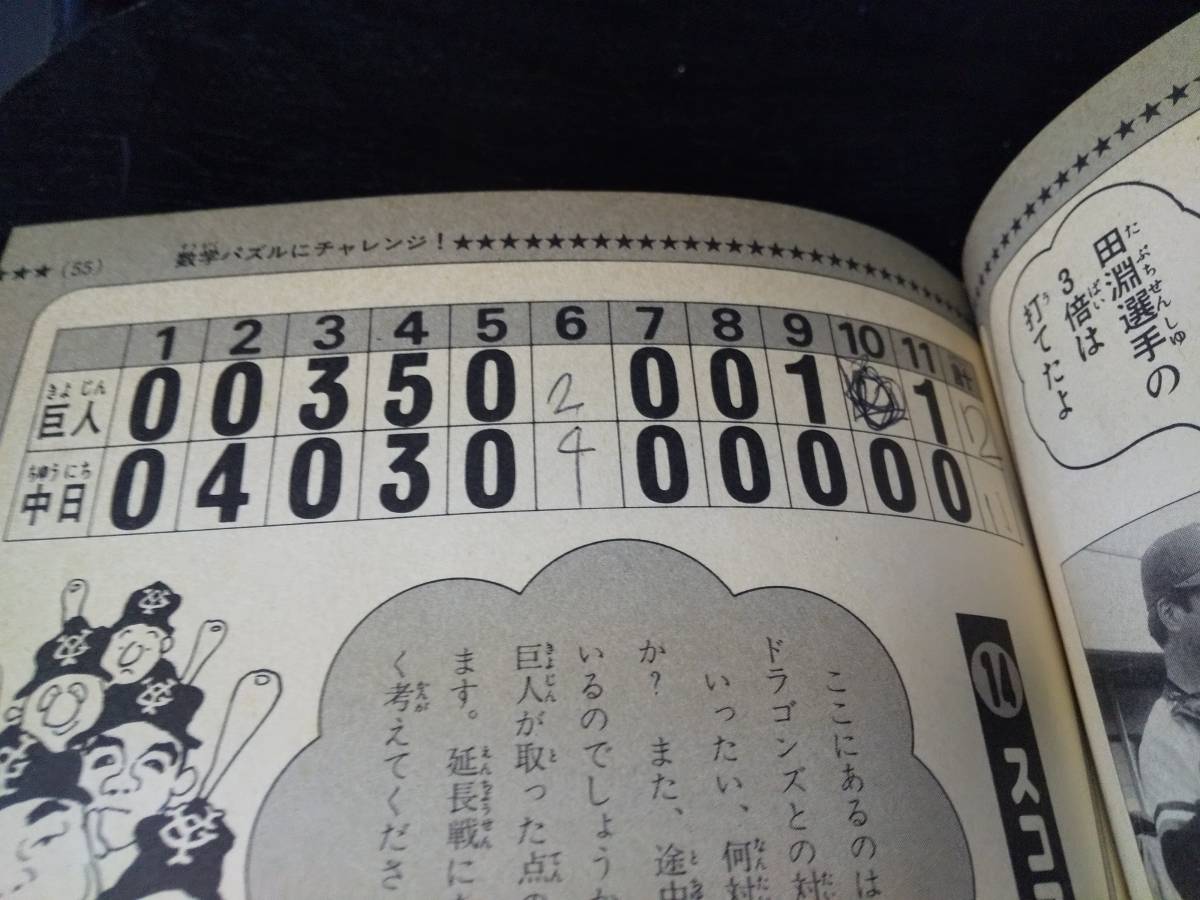 (55) 数学パズルにチャレンジ!
1 2 3 4 5 6 7 8 9 10 11 計
巨人 0 0 3 5 0 2 0 0 1 1 12
中日 0 4 0 3 0 4 0 0 0 0 0 11
⑭スコ
ここにあるのは
ドラゴンズとの対
いったい、何対
か? また、途中
いるのでしょうか
巨人が取った点の
ます。延長戦に
く考えてくださ
田淵選手の
3倍は
打てたよ